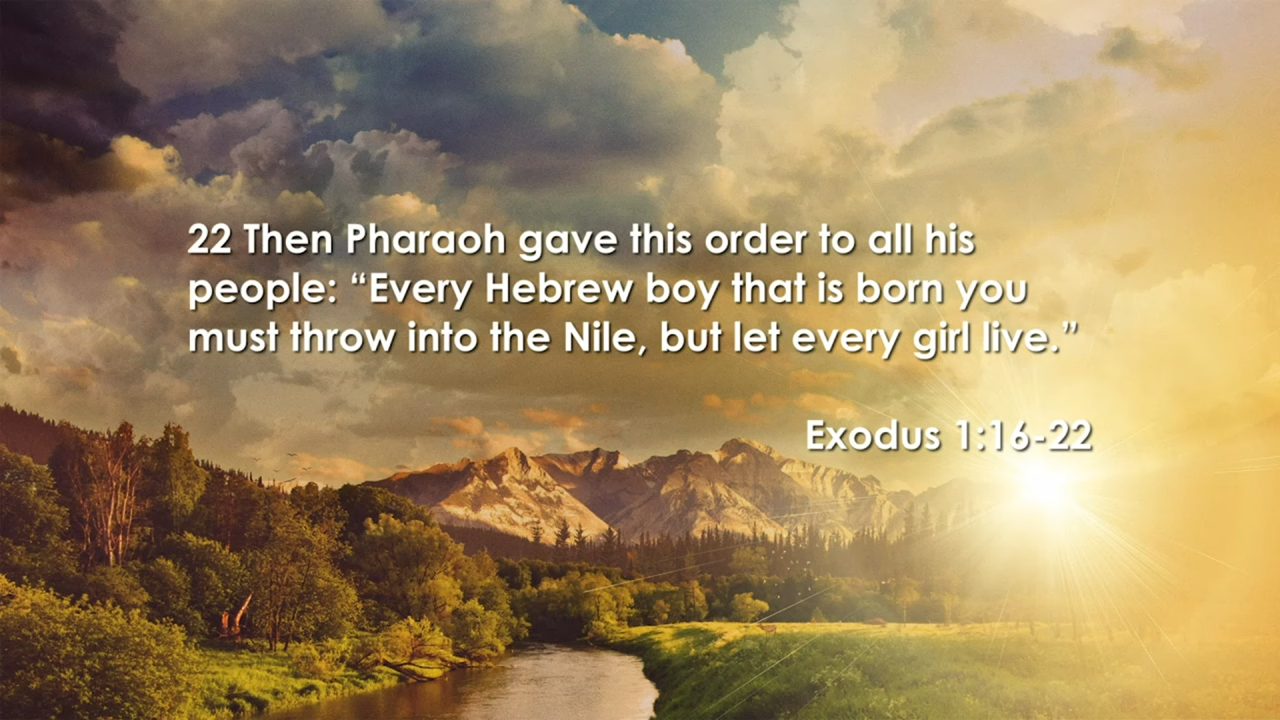 22 Then Pharaoh gave this order to all his
people: “Every Hebrew boy that is born you
must throw into the Nile, but let every girl live.”
Exodus 1:16-22